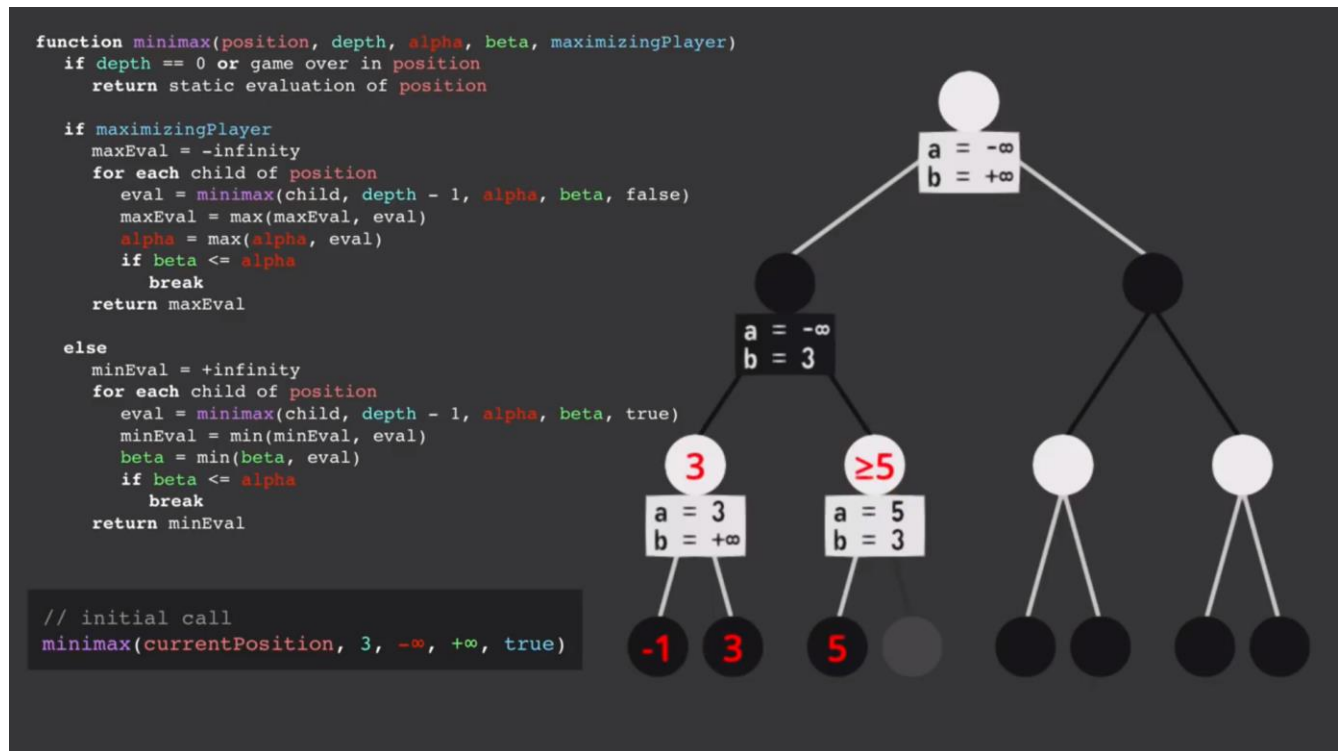 function minimax(position, depth, alpha, beta, maximizingPlayer)
if depth == 0 or game over in position
return static evaluation of position
if maximizingPlayer
maxEval = -infinity
for each child of position
eval = minimax(child, depth - 1, alpha, beta, false)
maxEval = max(maxEval, eval)
alpha = max(alpha, eval)
if beta <= alpha
break
return maxEval
else
minEval = +infinity
for each child of position
eval = minimax(child, depth - 1, alpha, beta, true)
minEval = min(minEval, eval)
beta = min(beta, eval)
if beta <= alpha
break
return minEval
// initial call
minimax(currentPosition, 3, -∞, +∞, true)
a = -∞
b = +∞
a = -∞
b = 3
3
≥5
a = 3
b = +∞
a = 5
b = 3
-1
3
5